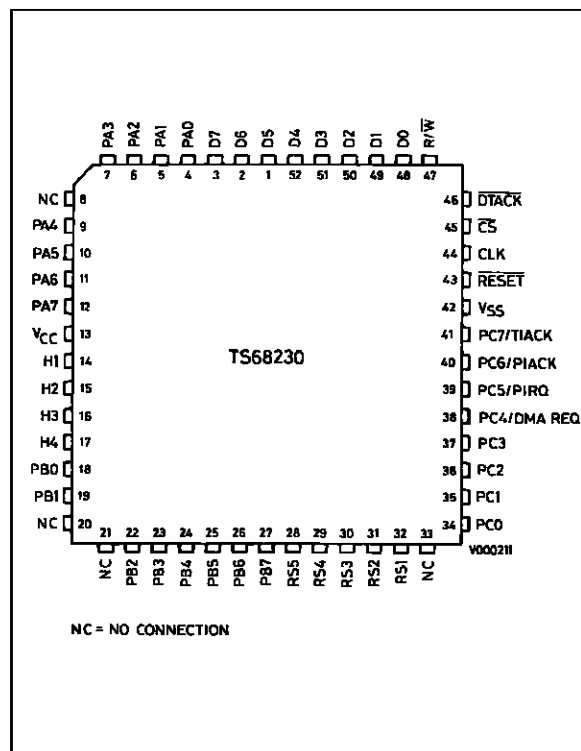 PA3 PA2 PA1 PA0 D7 D6 D5 D4 D3 D2 D1 D0 R/W
7 6 5 4 3 2 1 52 51 50 49 48 47
NC 8 46 DTACK
PA4 9 45 CS
PA5 10 44 CLK
PA6 11 43 RESET
PA7 12 42 VSS
VCC 13 41 PC7/TIACK
H1 14 TS68230 40 PC6/PIACK
H2 15 39 PC5/PIRQ
H3 16 38 PC4/DMA REQ
H4 17 37 PC3
PB0 18 36 PC2
PB1 19 35 PC1
NC 20 34 PC0
21 22 23 24 25 26 27 28 29 30 31 32 33
V000211
NC PB2 PB3 PB4 PB5 PB6 PB7 RS5 RS4 RS3 RS2 RS1 NC
NC = NO CONNECTION